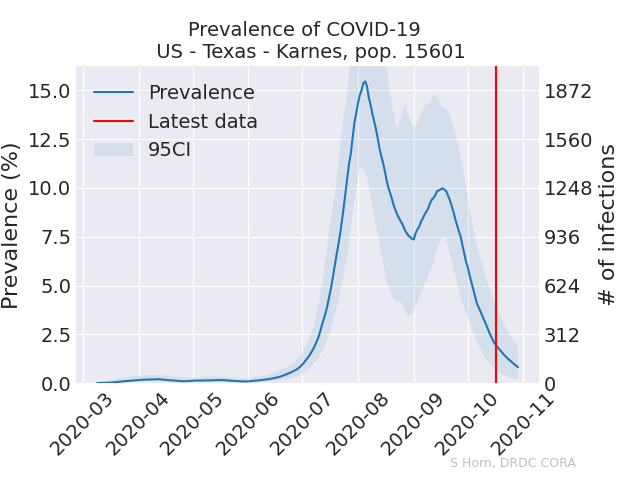 Prevalence of COVID-19
US - Texas - Karnes, pop. 15601
Prevalence (%)
15.0
12.5
10.0
7.5
5.0
2.5
0.0
Prevalence
Latest data
95CI
1872
1560
1248
936
624
312
0
# of infections
2020-03
2020-04
2020-05
2020-06
2020-07
2020-08
2020-09
2020-10
2020-11
S Horn, DRDC CORA